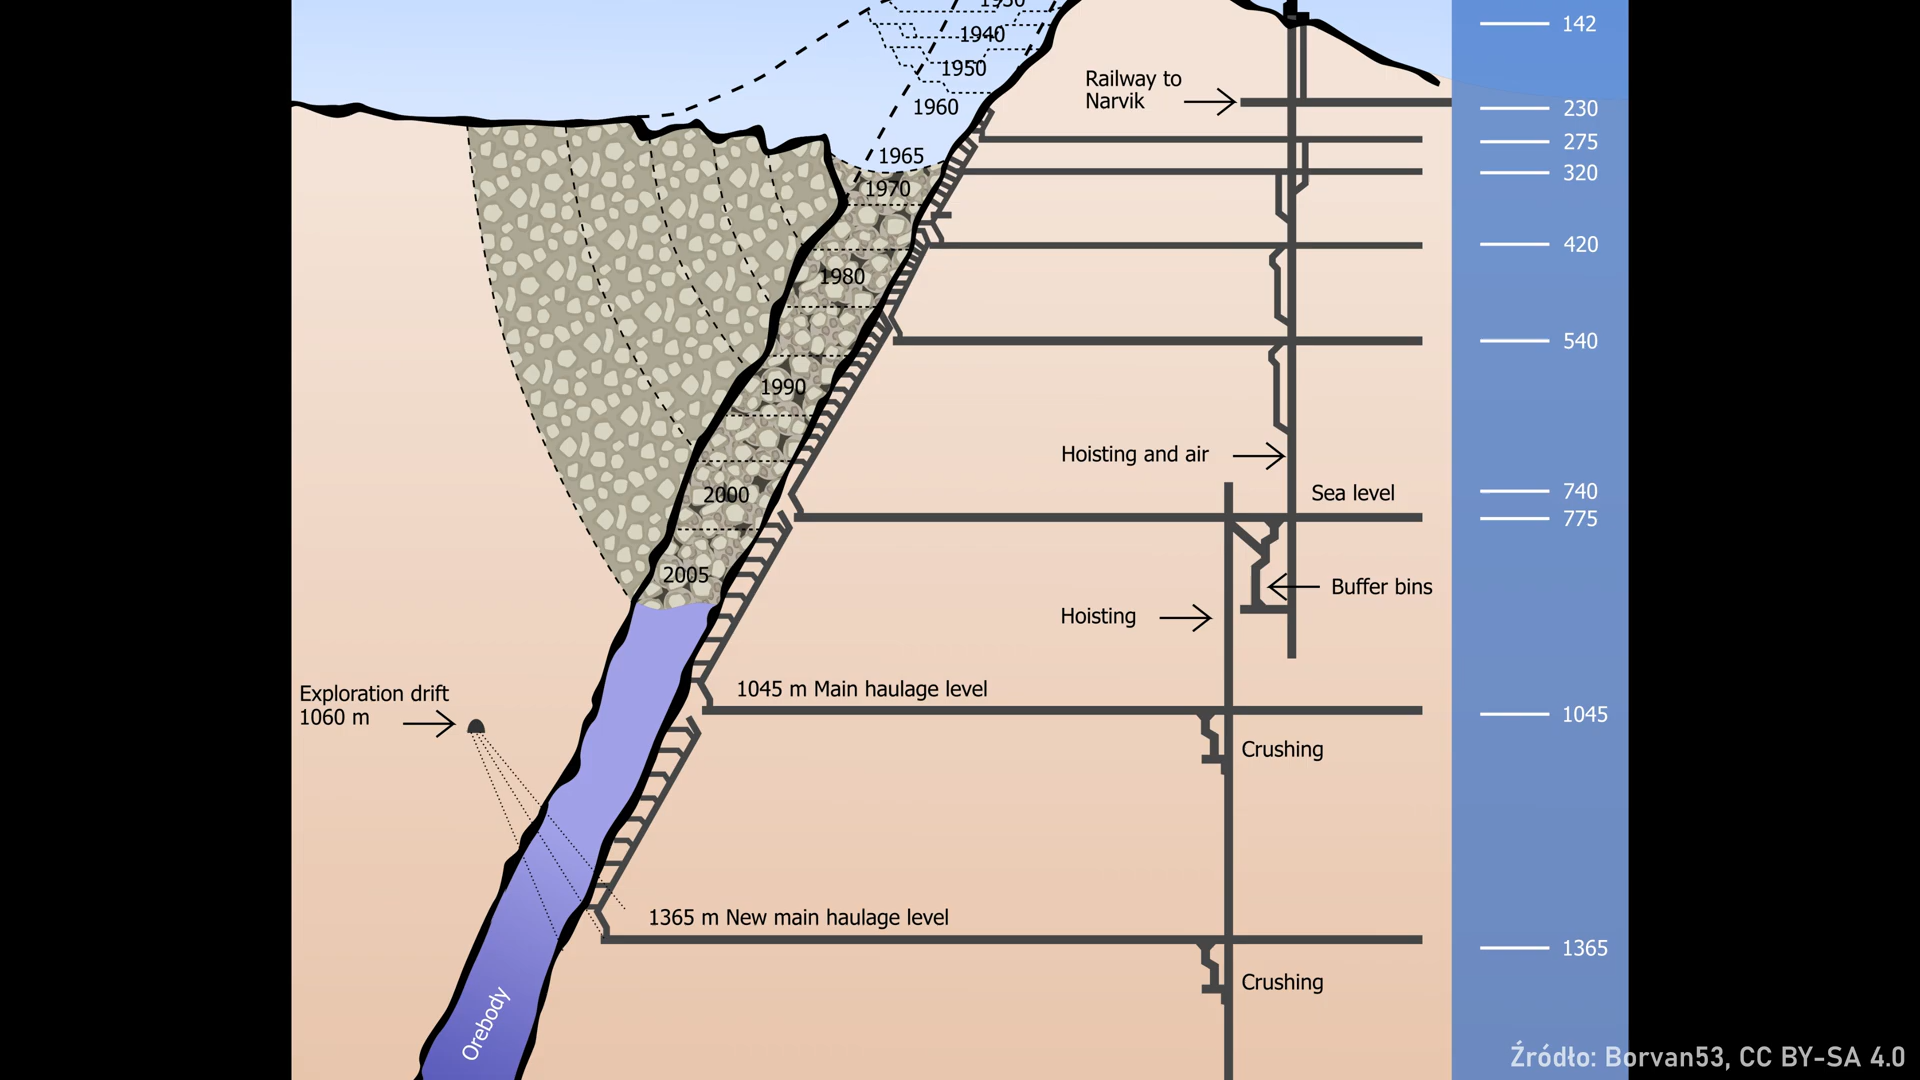 1930
1940
1950
1960
1965
1970
1980
1990
2000
2005
Railway to
Narvik
Hoisting and air
Sea level
Buffer bins
Hoisting
1045 m Main haulage level
Crushing
Exploration drift
1060 m
1365 m New main haulage level
Crushing
Orebody
142
230
275
320
420
540
740
775
1045
1365
Źródło: Borvan53, CC BY-SA 4.0